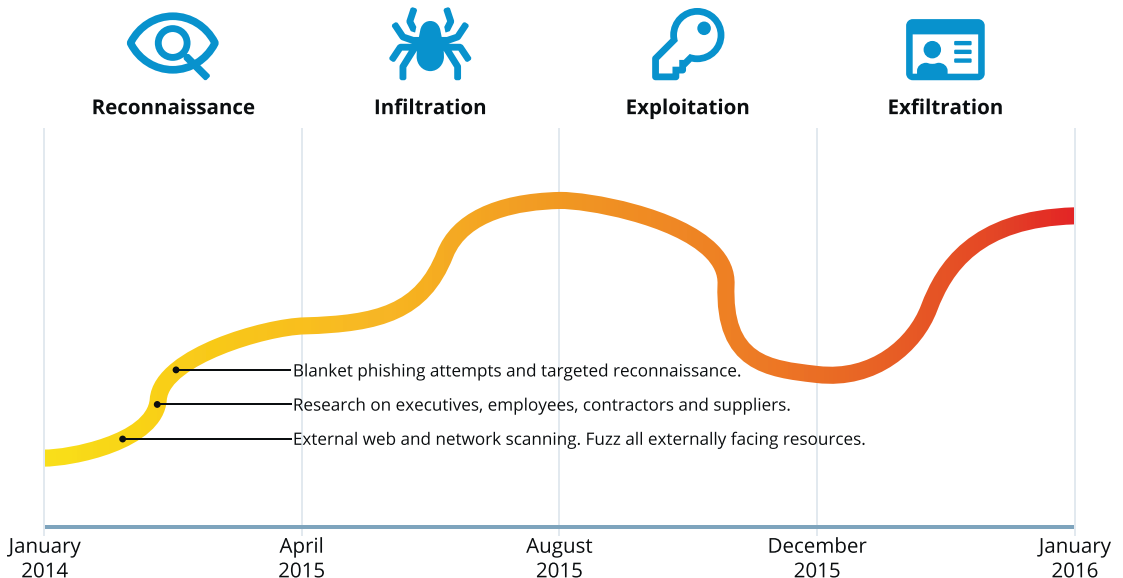 Reconnaissance
Infiltration
Exploitation
Exfiltration
Blanket phishing attempts and targeted reconnaissance.
Research on executives, employees, contractors and suppliers.
External web and network scanning. Fuzz all externally facing resources.
January
2014
April
2015
August
2015
December
2015
January
2016